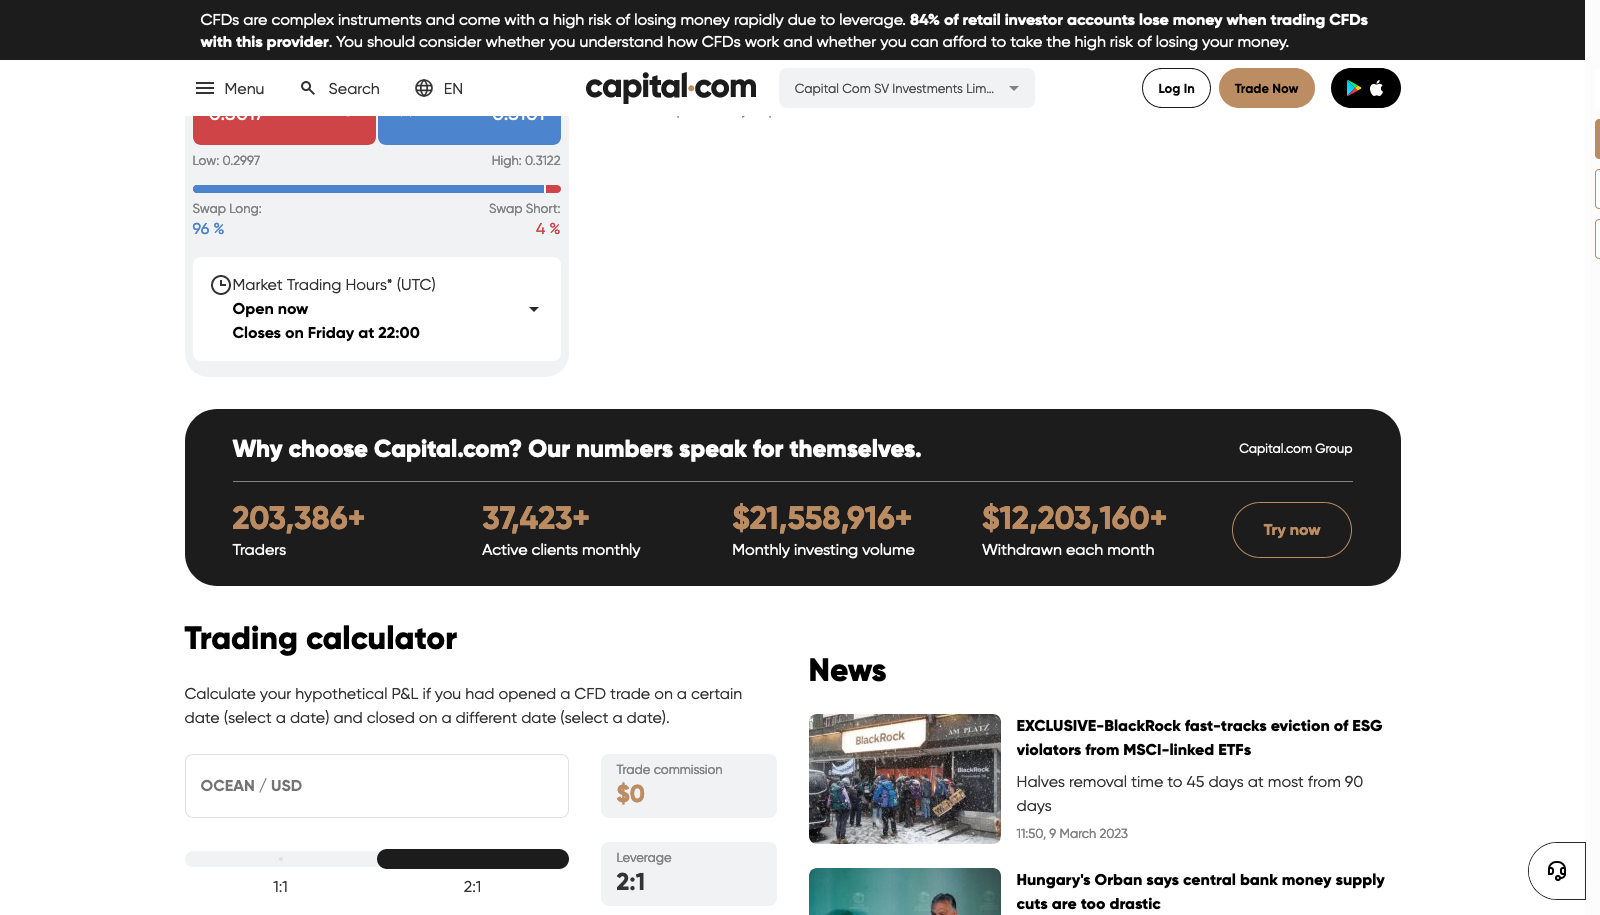 CFDs are complex instruments and come with a high risk of losing money rapidly due to leverage. 84% of retail investor accounts lose money when trading CFDs
with this provider. You should consider whether you understand how CFDs work and whether you can afford to take the high risk of losing your money.
Menu
Search
EN
capital.com
Capital Com SV Investments Lim...
Log In
Trade Now
Low: 0.2997
High: 0.3122
Swap Long:
Swap Short:
96 %
4 %
Market Trading Hours* (UTC)
Open now
Closes on Friday at 22:00
Why choose Capital.com? Our numbers speak for themselves.
Capital.com Group
203,386+
Traders
37,423+
Active clients monthly
$21,558,916+
Monthly investing volume
$12,203,160+
Withdrawn each month
Try now
Trading calculator
Calculate your hypothetical P&L if you had opened a CFD trade on a certain
date (select a date) and closed on a different date (select a date).
OCEAN / USD
Trade commission
$0
1:1
2:1
Leverage
2:1
News
BlackRock
AM PLATZ
BlackRock
EXCLUSIVE-BlackRock fast-tracks eviction of ESG
violators from MSCI-linked ETFs
Halves removal time to 45 days at most from 90
days
11:50, 9 March 2023
Hungary's Orban says central bank money supply
cuts are too drastic